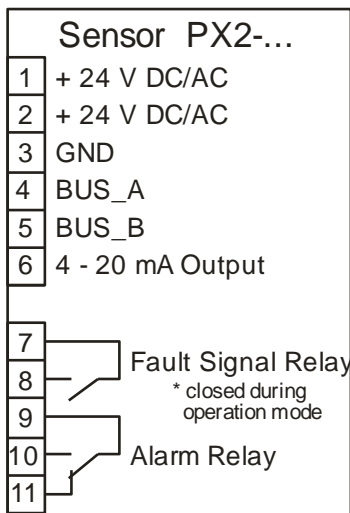 Sensor PX2-...
1 + 24 V DC/AC
2 + 24 V DC/AC
3 GND
4 BUS_A
5 BUS_B
6 4 - 20 mA Output
7
Fault Signal Relay
8
* closed during
operation mode
9
10 Alarm Relay
11